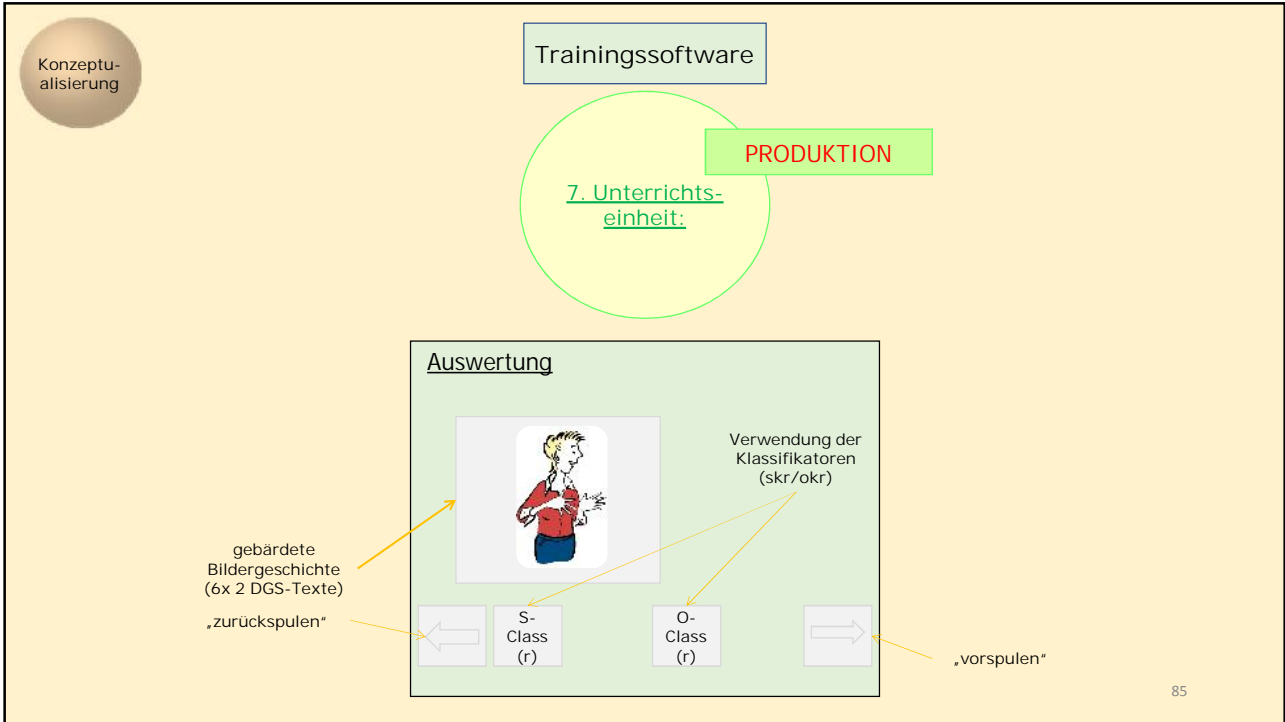 Konzeptu-
alisierung
Trainingssoftware
PRODUKTION
7. Unterrichts-
einheit:
Auswertung
Verwendung der
Klassifikatoren
(skr/okr)
gebärdete
Bildergeschichte
(6x 2 DGS-Texte)
„zurückspulen“
S-
Class
(r)
O-
Class
(r)
„vorspulen“
85